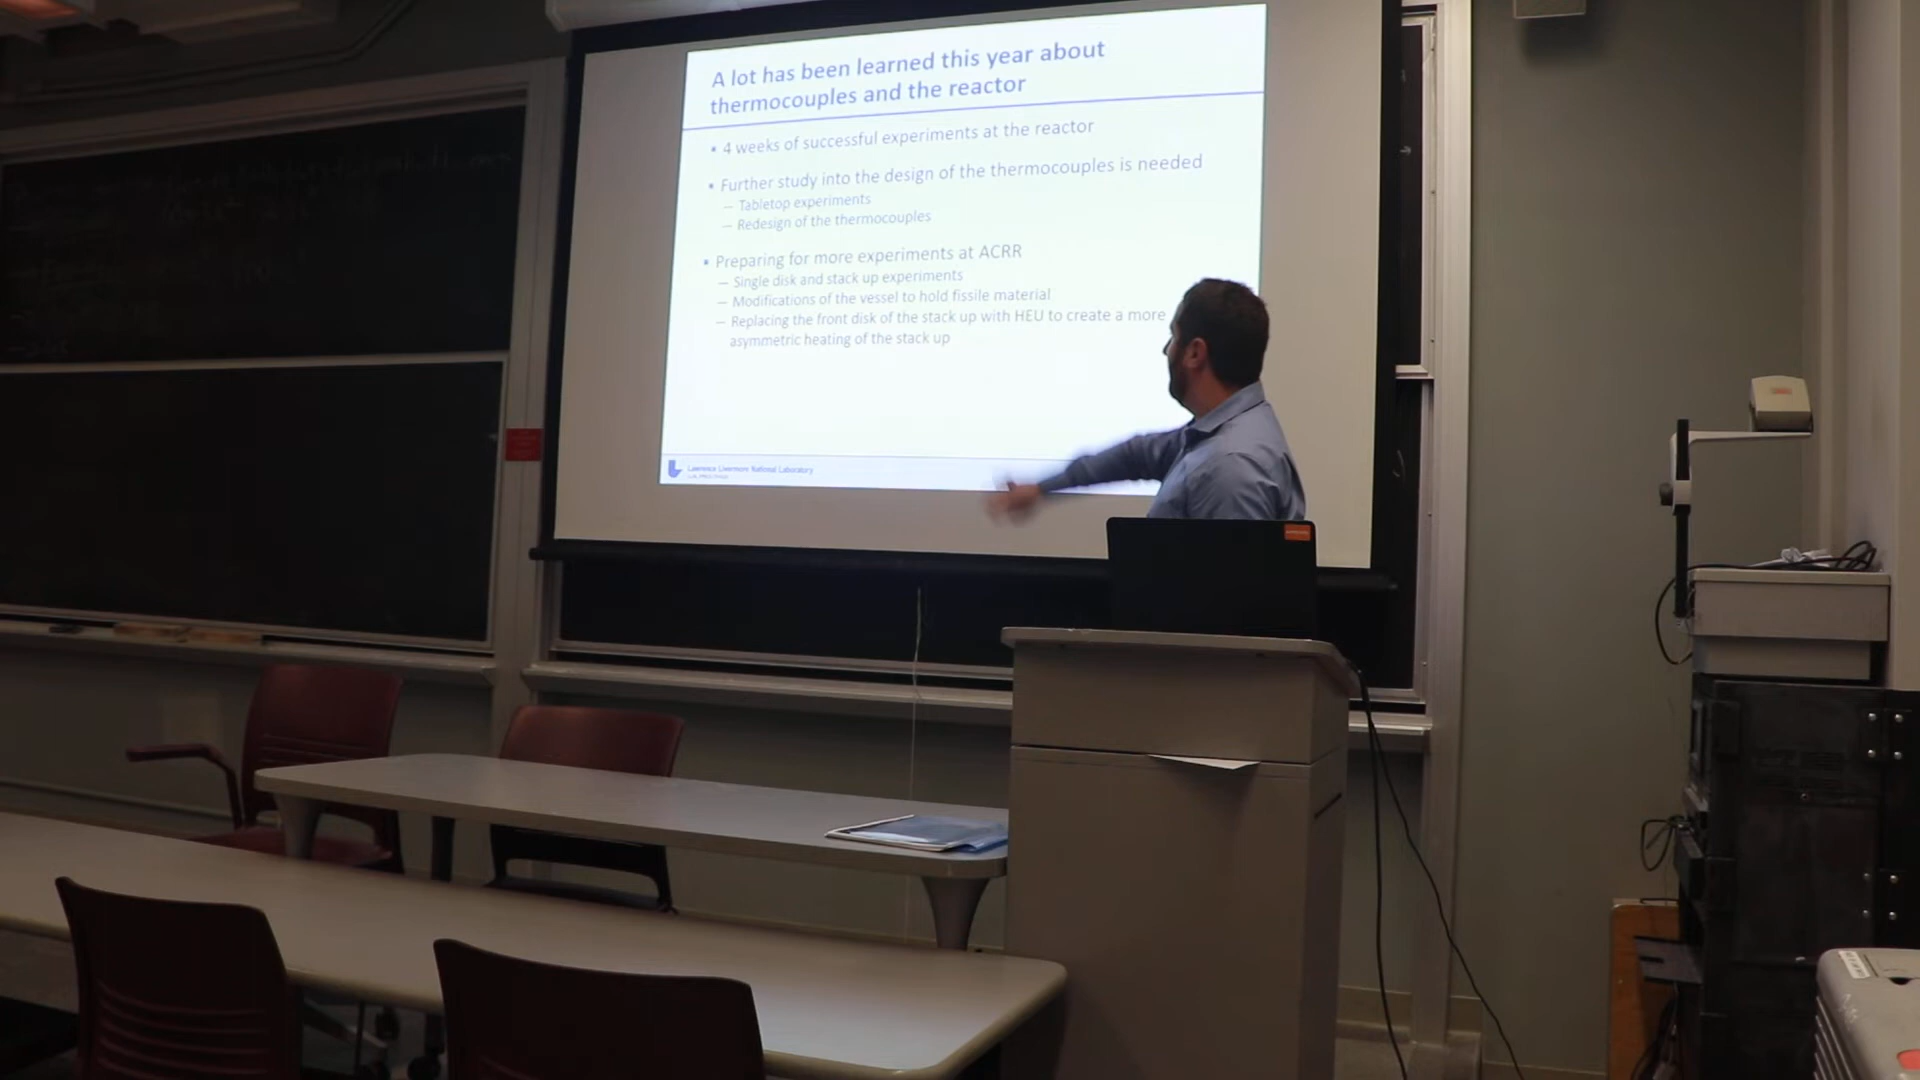 A lot has been learned this year about
thermocouples and the reactor
▪ 4 weeks of successful experiments at the reactor
▪ Further study into the design of the thermocouples is needed
– Tabletop experiments
– Redesign of the thermocouples
▪ Preparing for more experiments at ACRR
– Single disk and stack up experiments
– Modifications of the vessel to hold fissile material
– Replacing the front disk of the stack up with HEU to create a more
asymmetric heating of the stack up
Lawrence Livermore National Laboratory